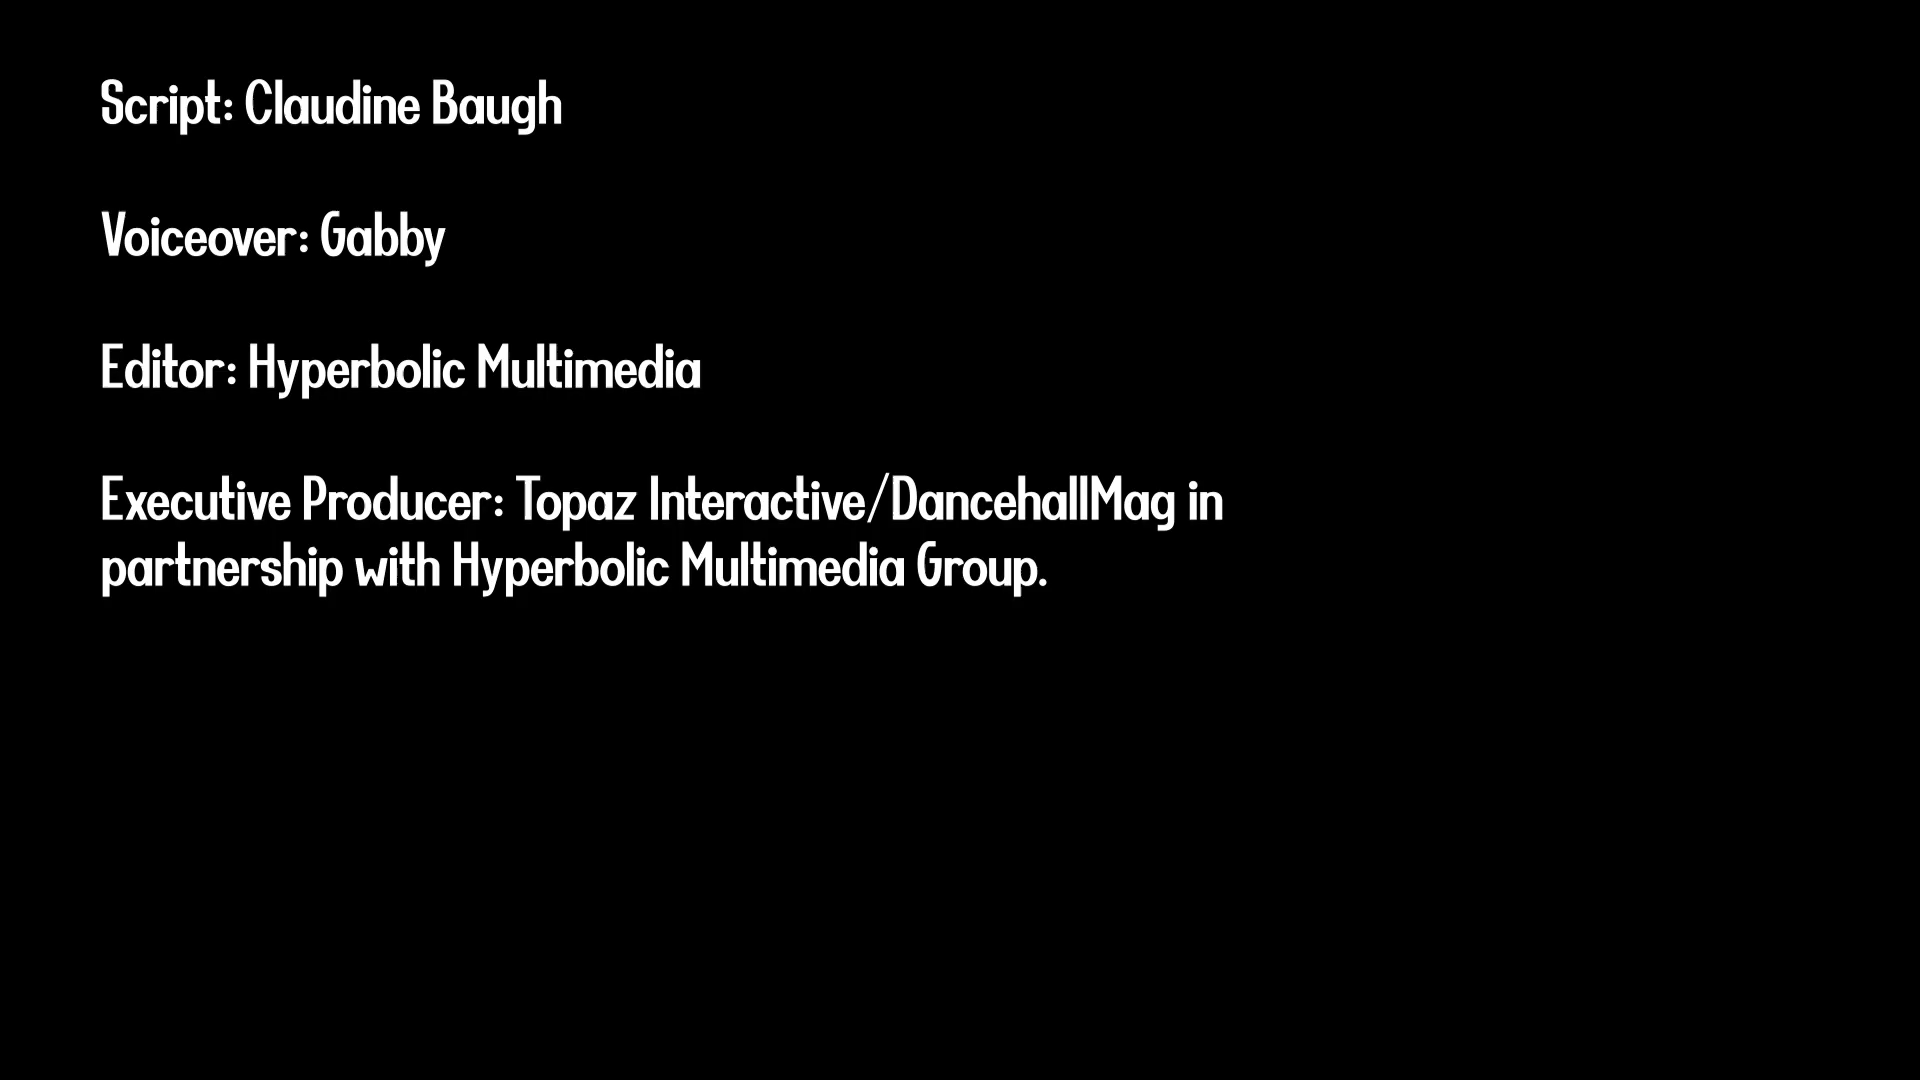 Script: Claudine Baugh
Voiceover: Gabby
Editor: Hyperbolic Multimedia
Executive Producer: Topaz Interactive/DancehallMag in
partnership with Hyperbolic Multimedia Group.